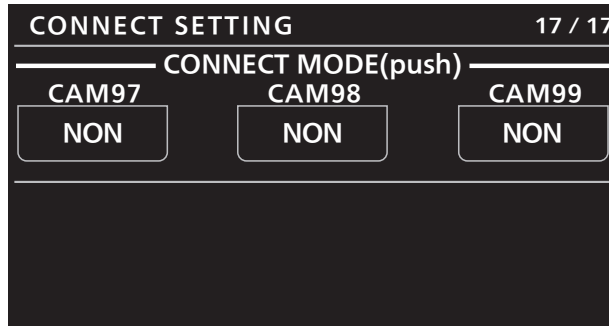 CONNECT SETTING 17 / 17
CONNECT MODE(push)
CAM97 CAM98 CAM99
NON NON NON